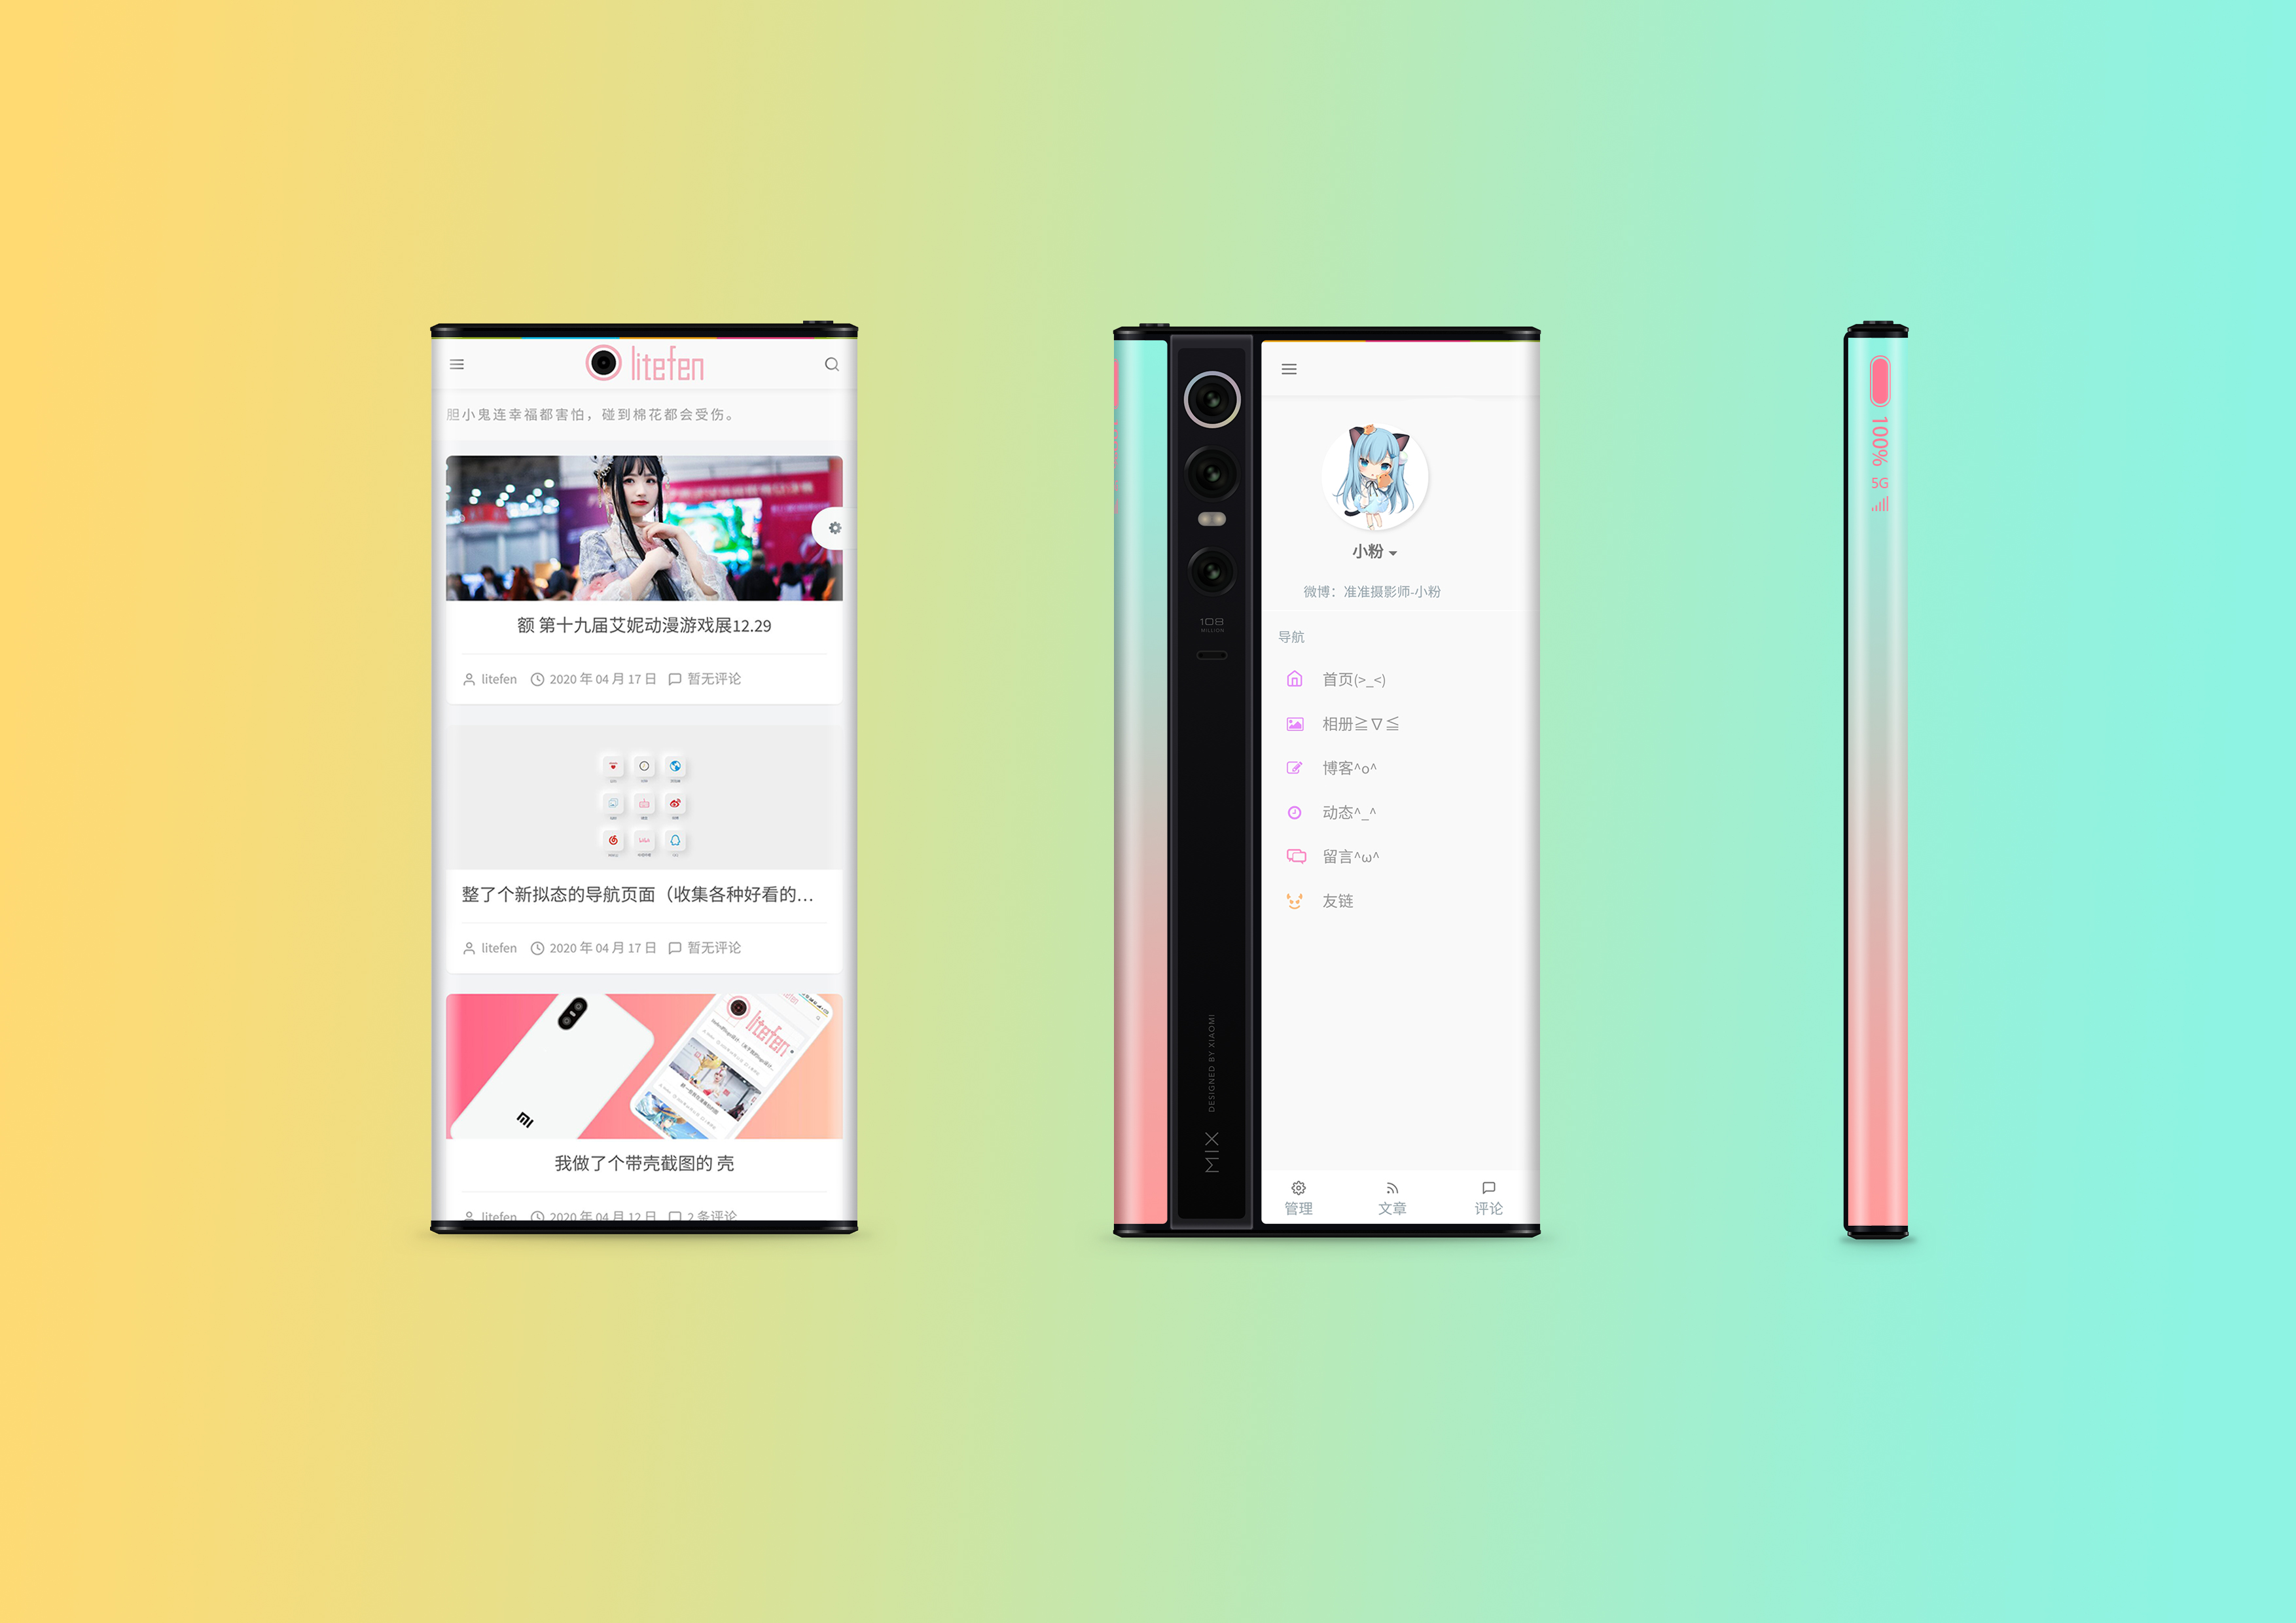 litefen
胆小鬼连幸福都害怕，碰到棉花都会受伤。
额 第十九届艾妮动漫游戏展12.29
litefen 2020 年 04 月 17 日 暂无评论
整了个新拟态的导航页面（收集各种好看的...
litefen 2020 年 04 月 17 日 暂无评论
litefen
我做了个带壳截图的 壳
litefen 2020 年 04 月 12 日 2 条评论
108
MILLION
DESIGNED BY XIAOMI
MIX
小粉
微博：准准摄影师-小粉
导航
首页(>_<)
相册≧∇≦
博客^o^
动态^_^
留言^ω^
友链
管理 文章 评论
100%
5G